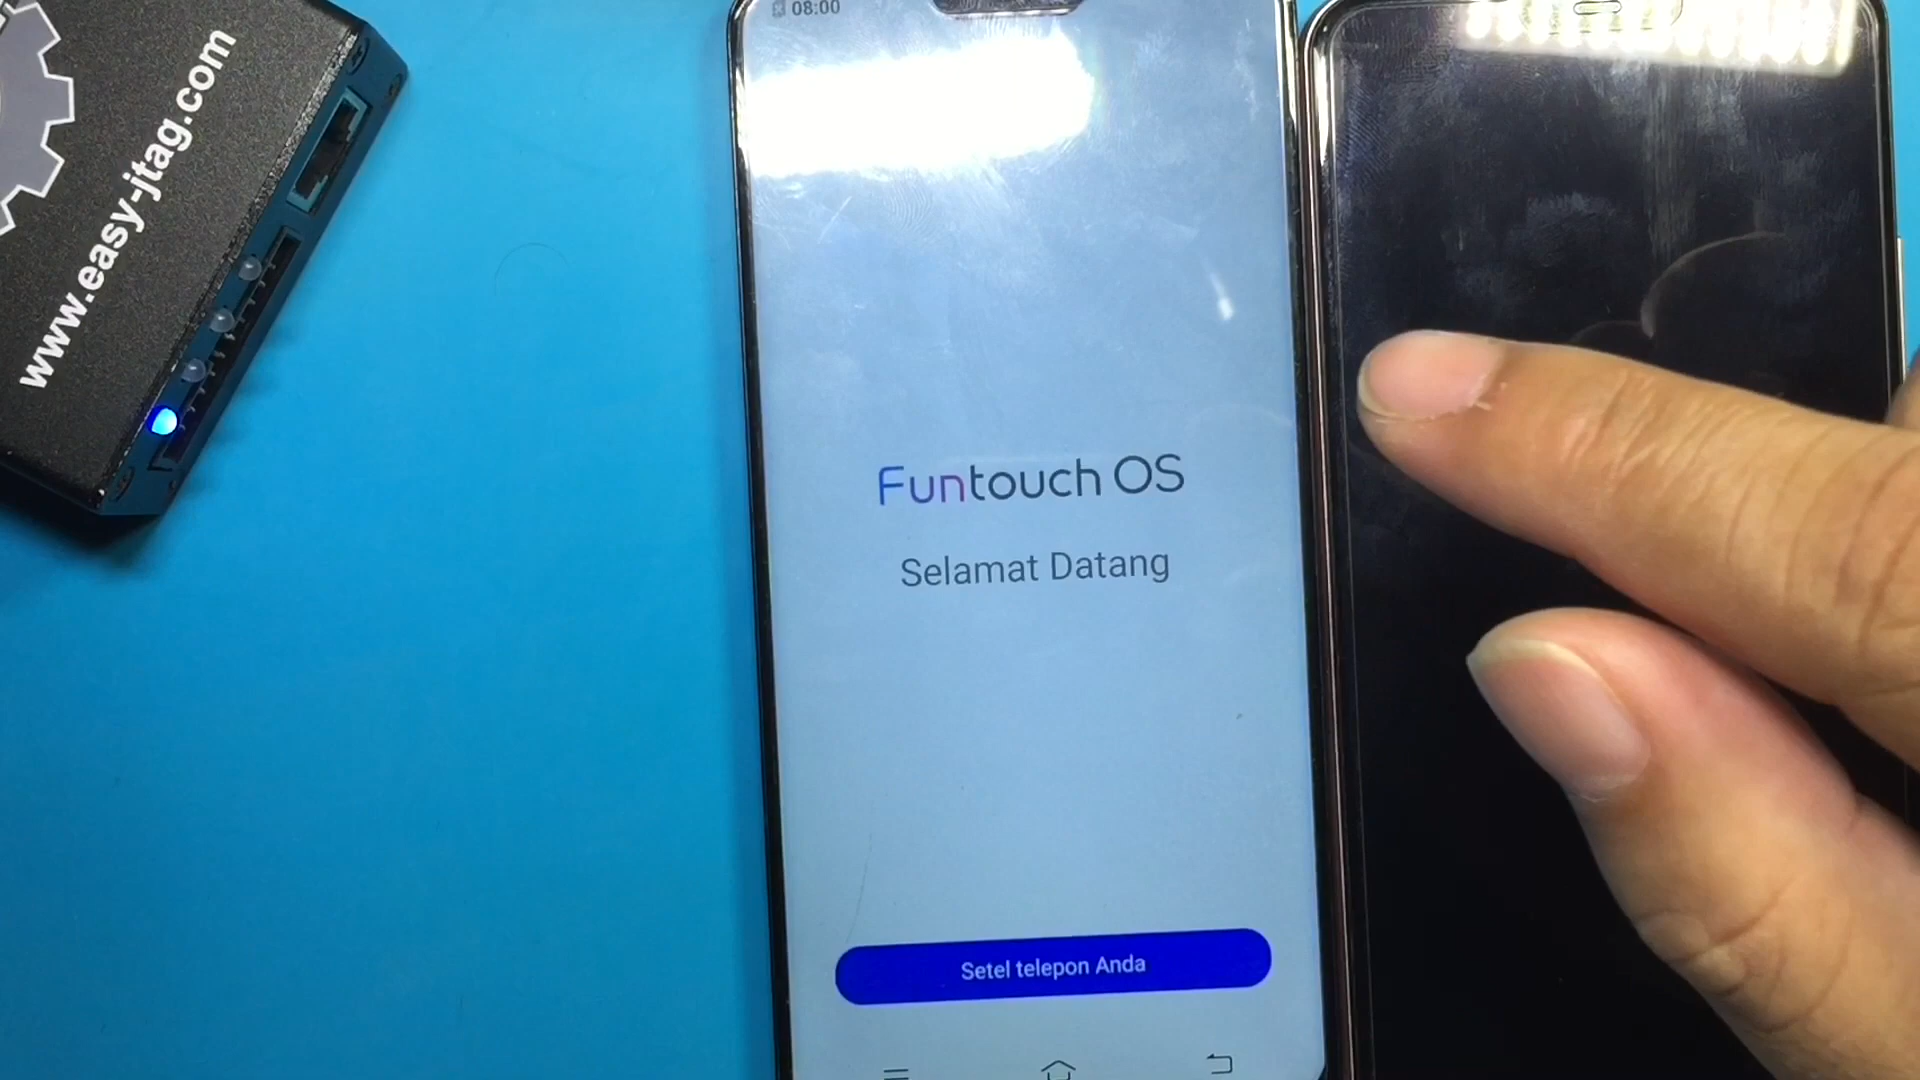 www.easy-jtag.com
08:00
Funtouch OS
Selamat Datang
Setel telepon Anda